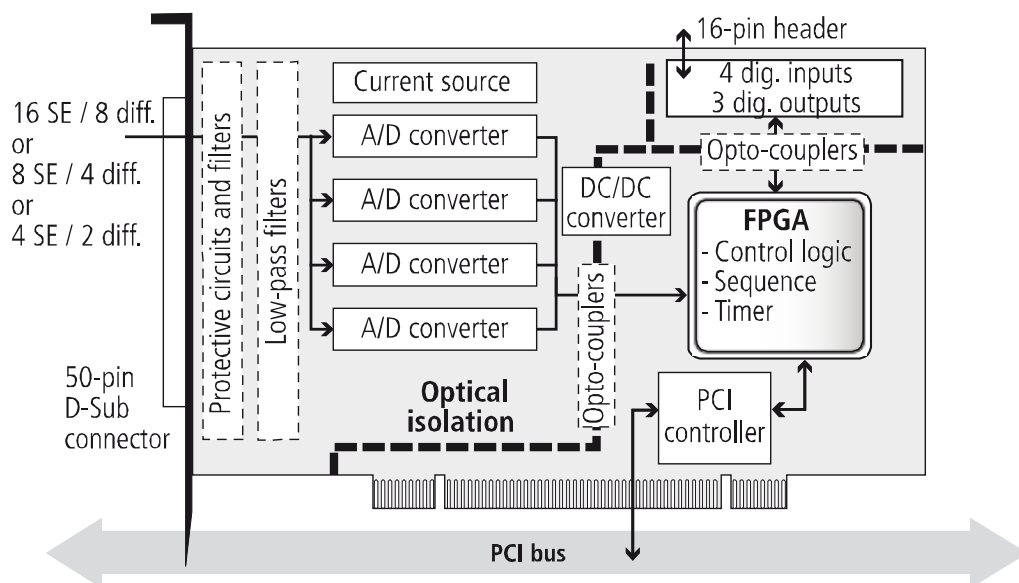 16-pin header
4 dig. inputs
3 dig. outputs
Current source
16 SE / 8 diff.
or
8 SE / 4 diff.
or
4 SE / 2 diff.
Protective circuits and filters
Low-pass filters
A/D converter
A/D converter
A/D converter
A/D converter
DC/DC
converter
Opto-couplers
Opto-couplers
FPGA
- Control logic
- Sequence
- Timer
50-pin
D-Sub
connector
Optical
isolation
PCI
controller
PCI bus